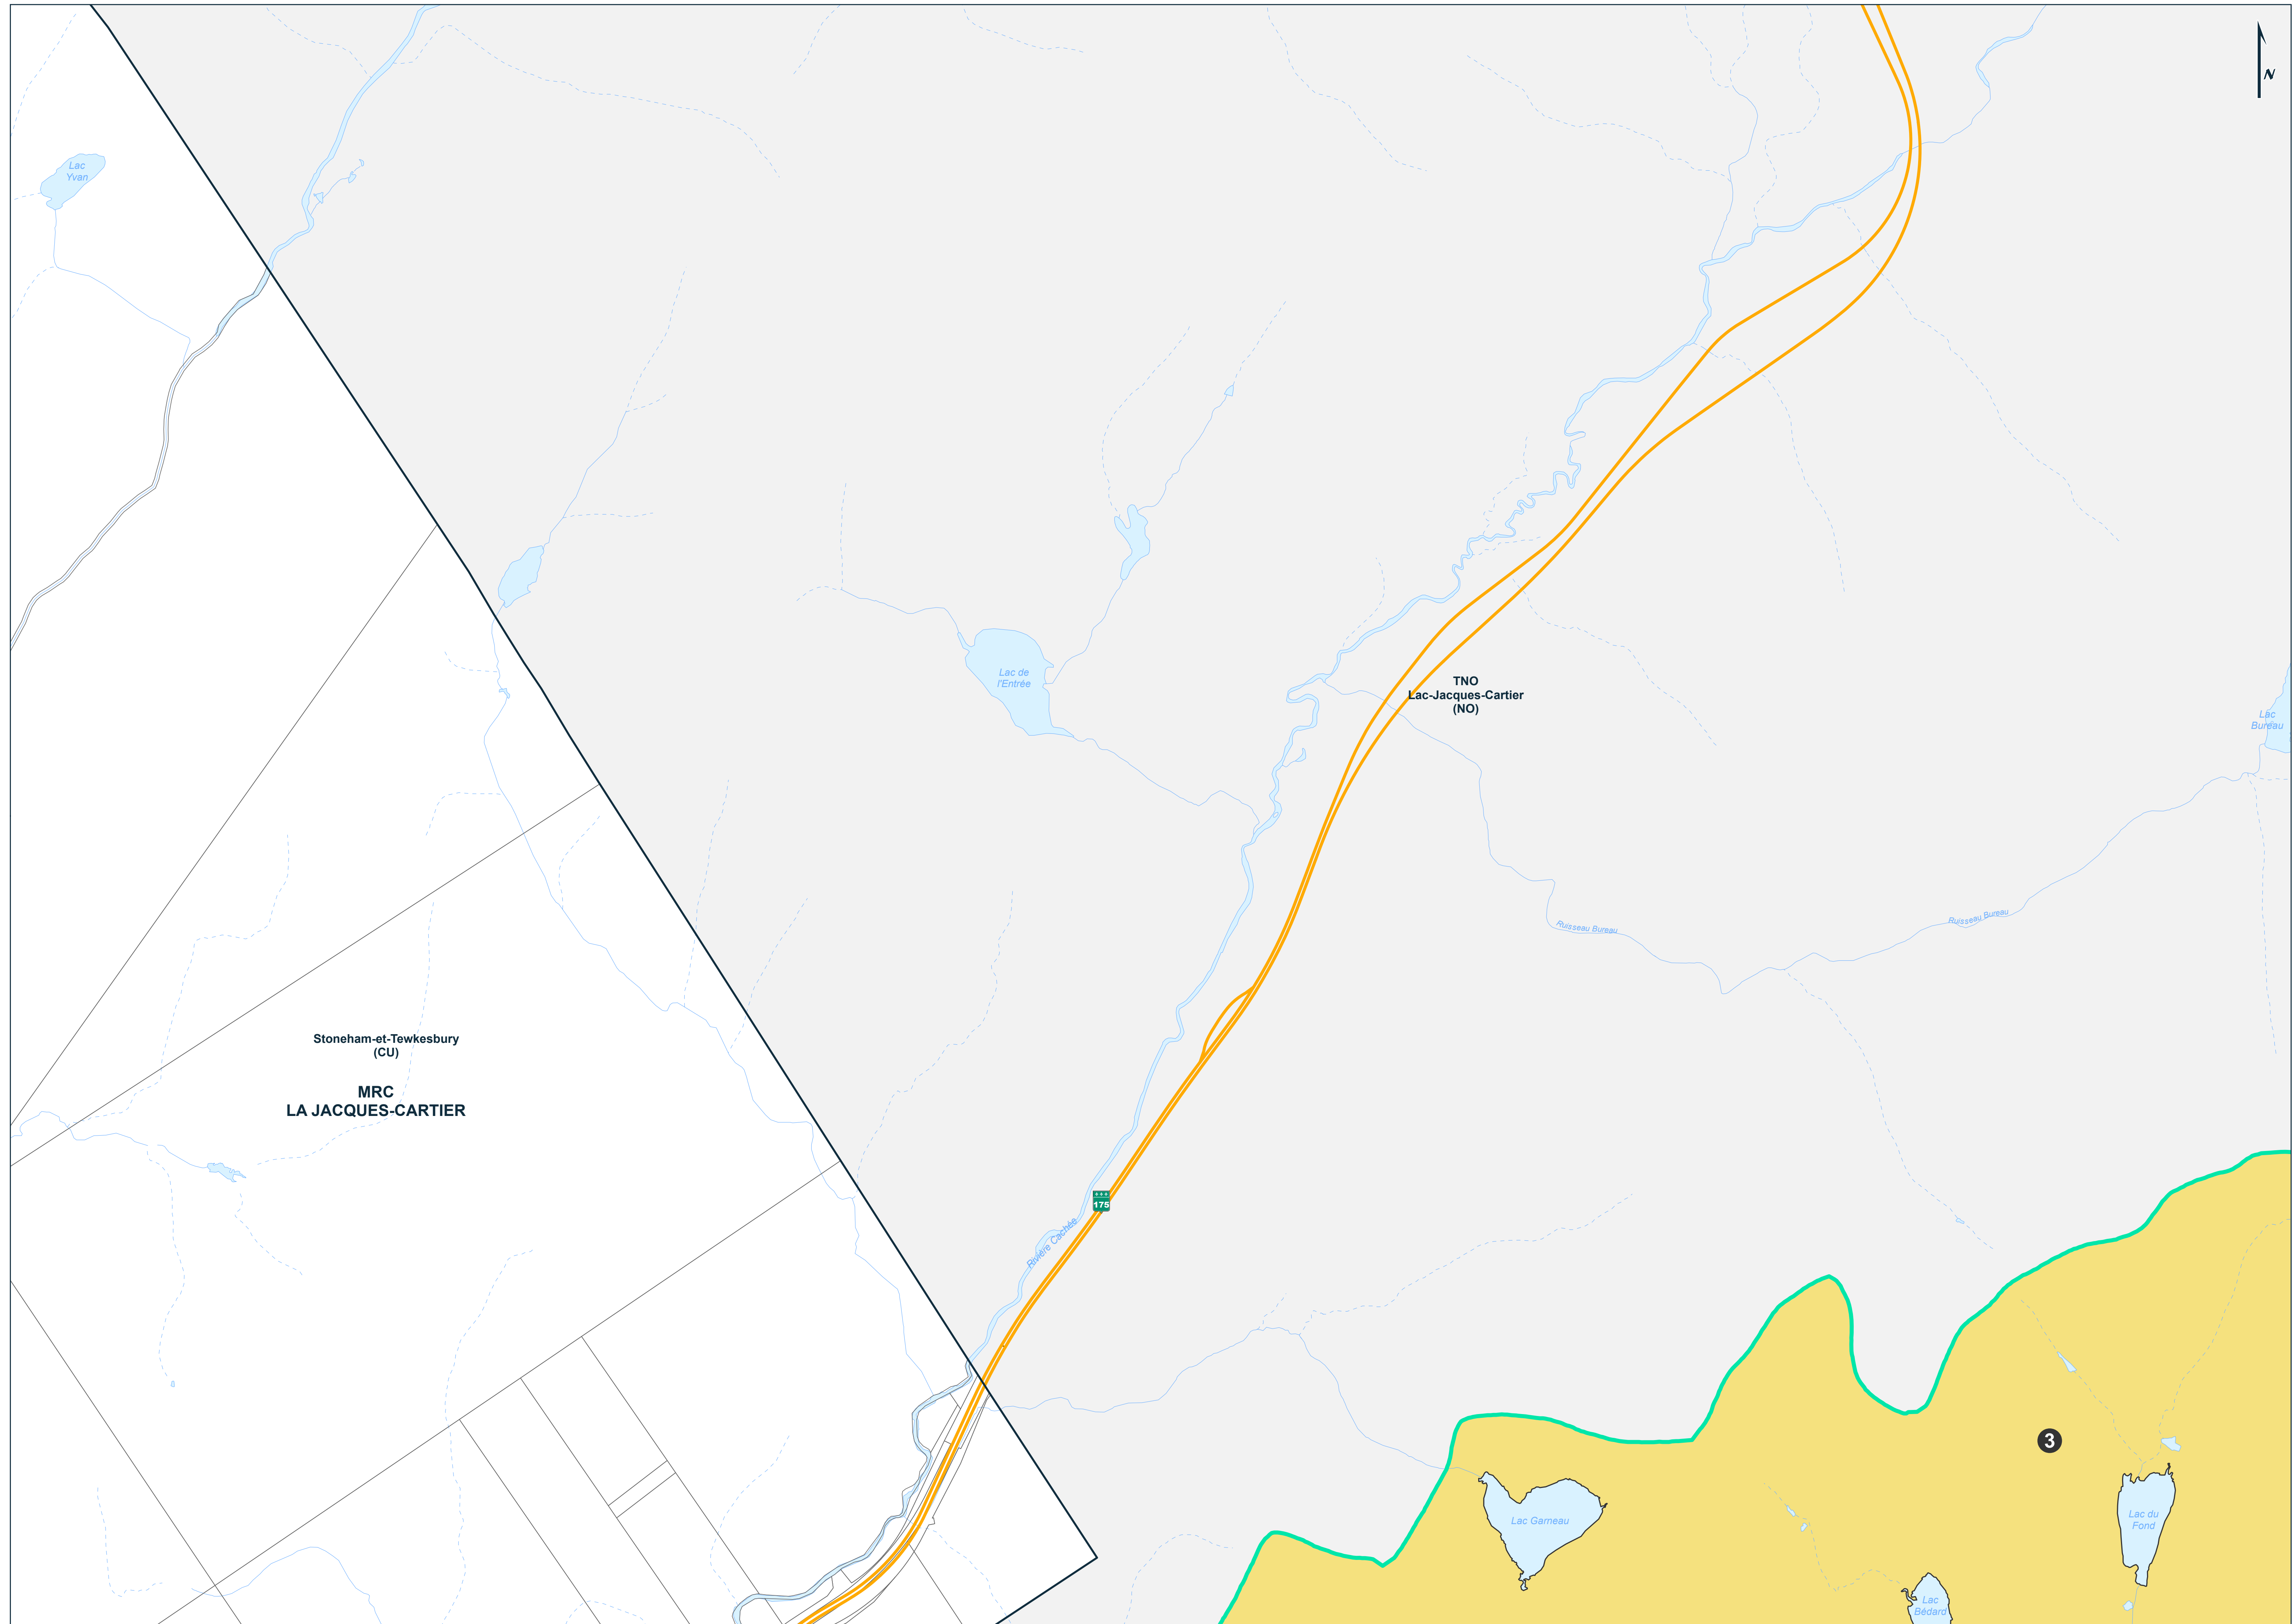 N
Lac
Yvan
Lac de
l'Entrée
TNO
Lac-Jacques-Cartier
(NO)
Lac
Bureau
Ruisseau Bureau
Ruisseau Bureau
Stoneham-et-Tewkesbury
(CU)
MRC
LA JACQUES-CARTIER
175
Rivière Cachée
3
Lac Garneau
Lac du
Fond
Lac
Bédard